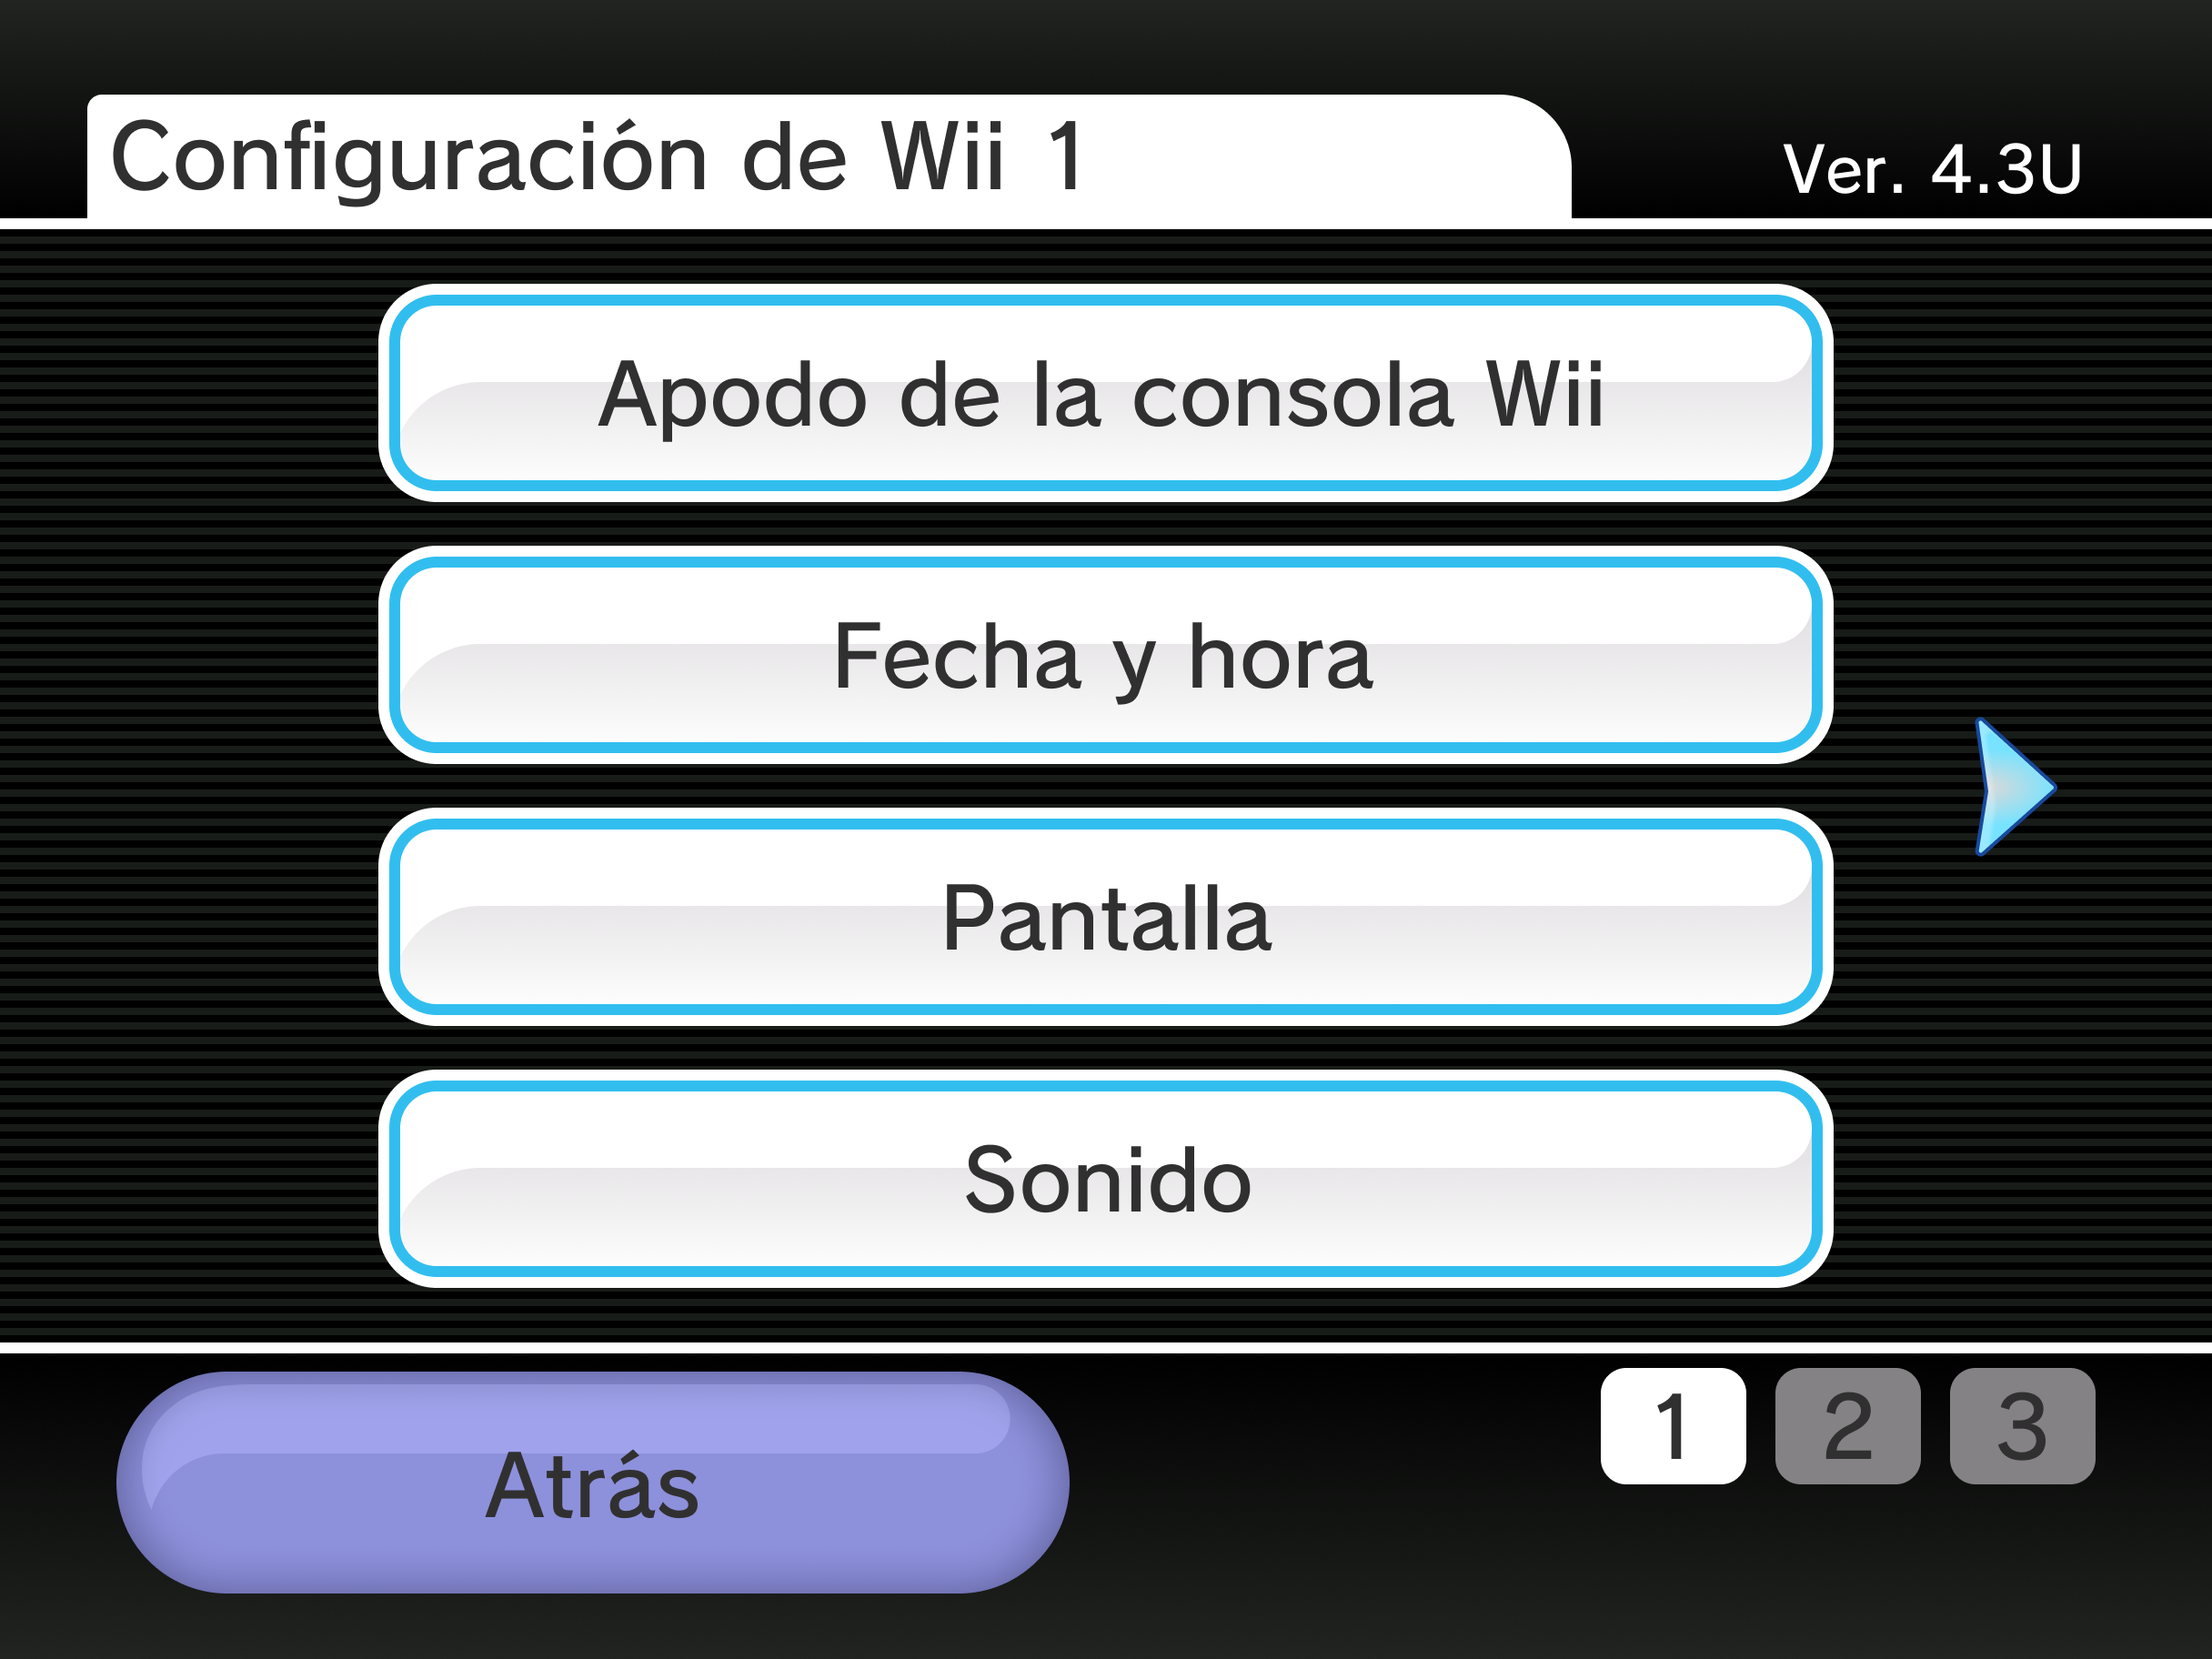 Configuración de Wii 1
Ver. 4.3U
Apodo de la consola Wii
Fecha y hora
Pantalla
Sonido
Atrás
1 2 3